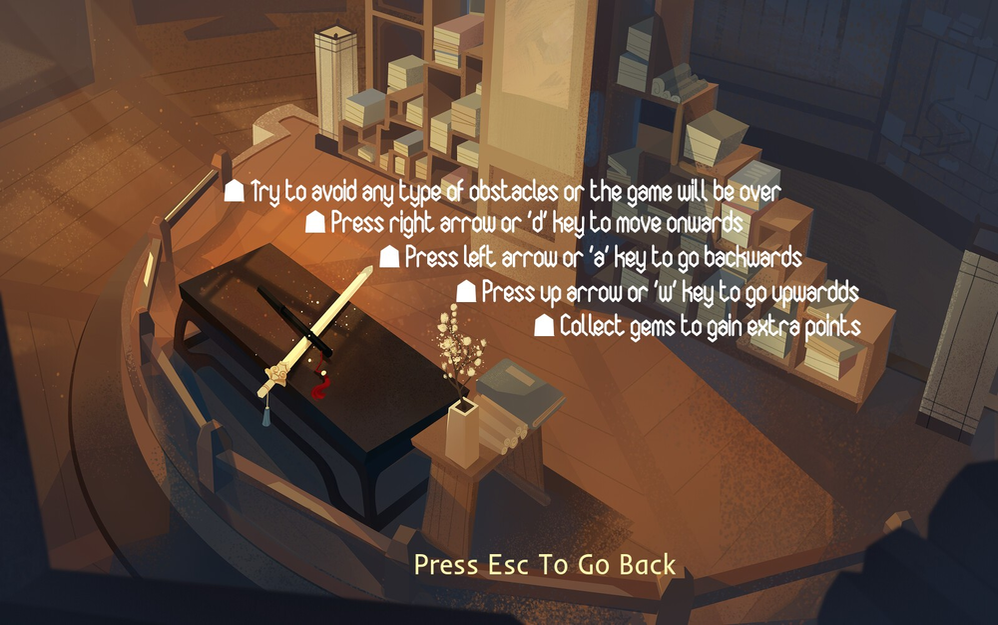 Try to avoid any type of obstacles or the game will be over
Press right arrow or 'd' key to move onwards
Press left arrow or 'a' key to go backwards
Press up arrow or 'w' key to go upwardds
Collect gems to gain extra points
Press Esc To Go Back